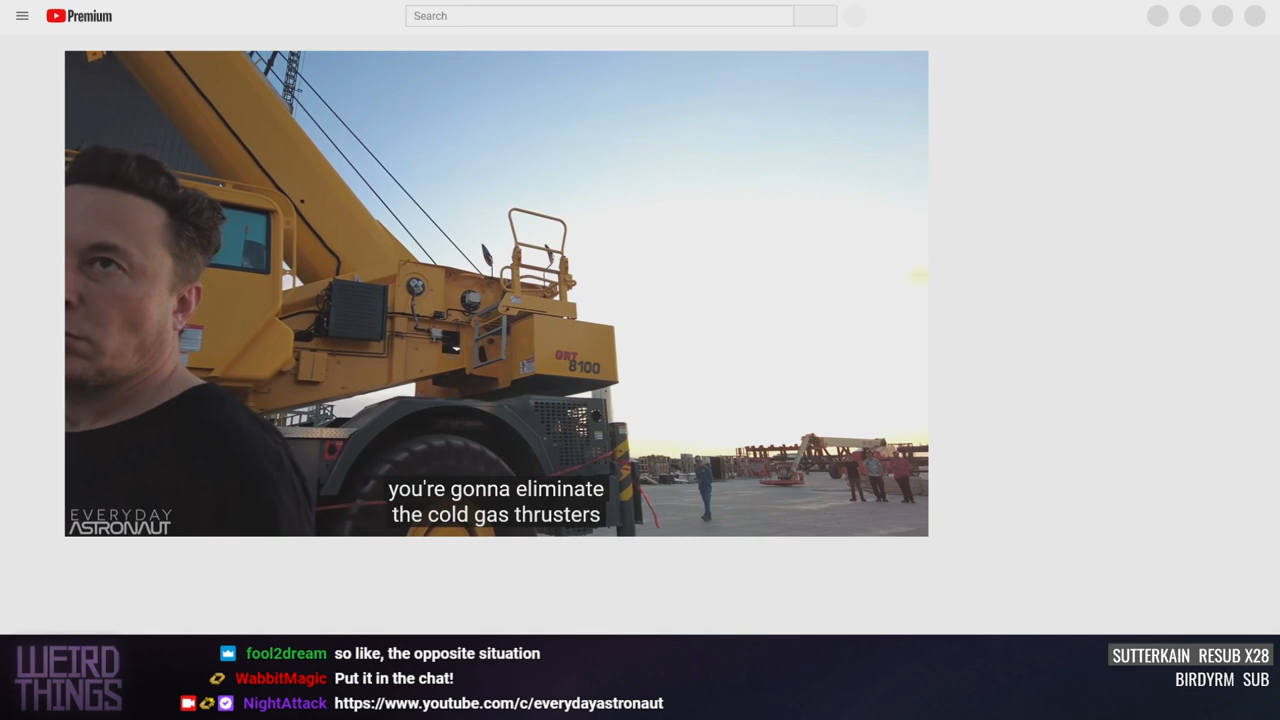 Premium
Search
GRT
8100
you're gonna eliminate
the cold gas thrusters
EVERYDAY
ASTRONAUT
WEIRD
THINGS
fool2dream so like, the opposite situation
WabbitMagic Put it in the chat!
NightAttack https://www.youtube.com/c/everydayastronaut
SUTTERKAIN RESUB X28
BIRDYRM SUB